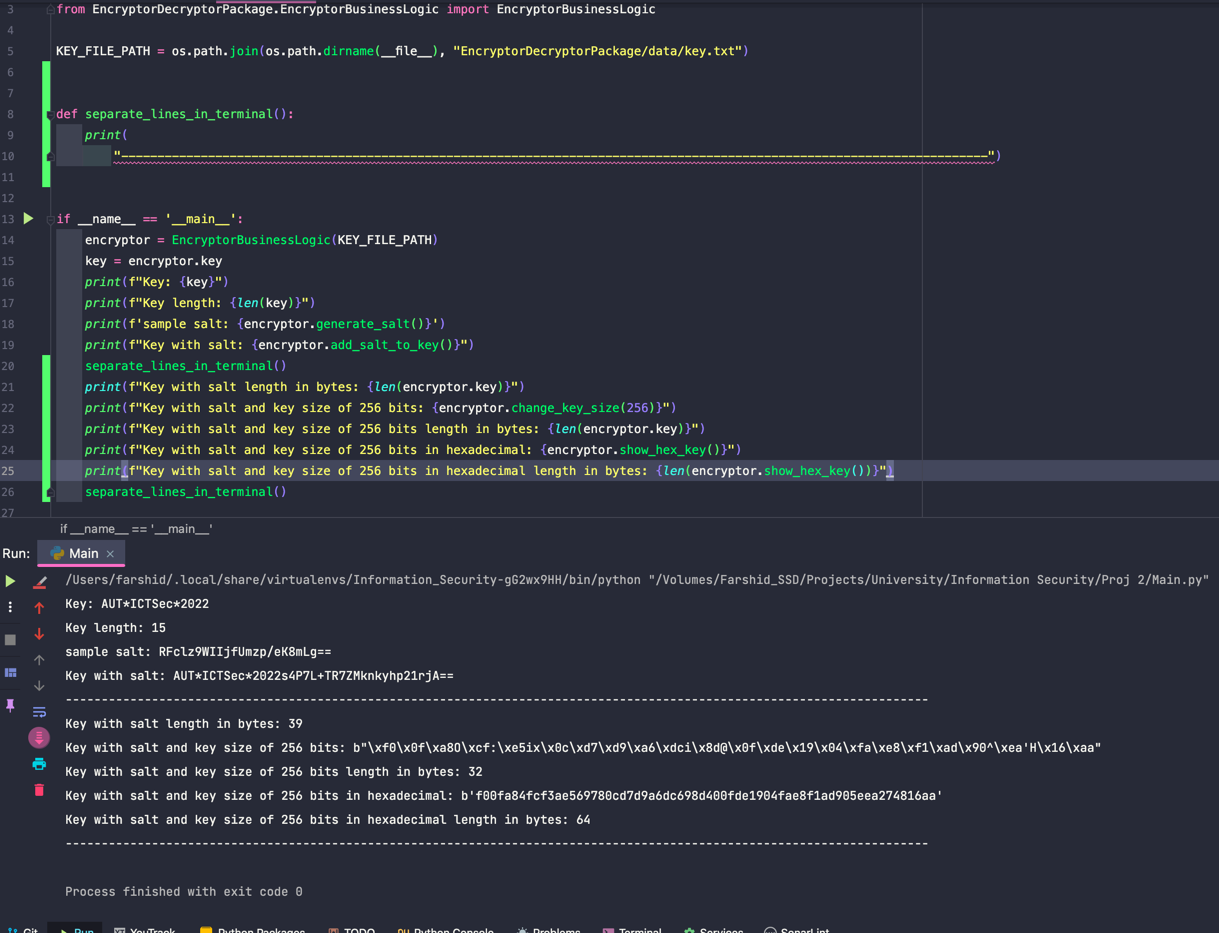 3 from EncryptorDecryptorPackage.EncryptorBusinessLogic import EncryptorBusinessLogic
4
5 KEY_FILE_PATH = os.path.join(os.path.dirname(__file__), "EncryptorDecryptorPackage/data/key.txt")
6
7
8 def separate_lines_in_terminal():
9 print(
10 "------------------------------------------------------------------------------------------------------------------------")
11
12
13 if __name__ == '__main__':
14 encryptor = EncryptorBusinessLogic(KEY_FILE_PATH)
15 key = encryptor.key
16 print(f"Key: {key}")
17 print(f"Key length: {len(key)}")
18 print(f'sample salt: {encryptor.generate_salt()}')
19 print(f"Key with salt: {encryptor.add_salt_to_key()}")
20 separate_lines_in_terminal()
21 print(f"Key with salt length in bytes: {len(encryptor.key)}")
22 print(f"Key with salt and key size of 256 bits: {encryptor.change_key_size(256)}")
23 print(f"Key with salt and key size of 256 bits length in bytes: {len(encryptor.key)}")
24 print(f"Key with salt and key size of 256 bits in hexadecimal: {encryptor.show_hex_key()}")
25 print(f"Key with salt and key size of 256 bits in hexadecimal length in bytes: {len(encryptor.show_hex_key())}")
26 separate_lines_in_terminal()
27
if __name__ == '__main__'
Run: Main ×
/Users/farshid/.local/share/virtualenvs/Information_Security-gG2wx9HH/bin/python "/Volumes/Farshid_SSD/Projects/University/Information Security/Proj 2/Main.py"
Key: AUT*ICTSec*2022
Key length: 15
sample salt: RFclz9WIIjfUmzp/eK8mLg==
Key with salt: AUT*ICTSec*2022s4P7L+TR7ZMknkyhp21rjA==
------------------------------------------------------------------------------------------------------------------------
Key with salt length in bytes: 39
Key with salt and key size of 256 bits: b"\xf0\x0f\xa8O\xcf:\xe5ix\x0c\xd7\xd9\xa6\xdci\x8d@\x0f\xde\x19\x04\xfa\xe8\xf1\xad\x90^\xea'H\x16\xaa"
Key with salt and key size of 256 bits length in bytes: 32
Key with salt and key size of 256 bits in hexadecimal: b'f00fa84fcf3ae569780cd7d9a6dc698d400fde1904fae8f1ad905eea274816aa'
Key with salt and key size of 256 bits in hexadecimal length in bytes: 64
------------------------------------------------------------------------------------------------------------------------
Process finished with exit code 0
Git Run YouTrack Python Packages TODO Python Console Problems Terminal Services SonarLint